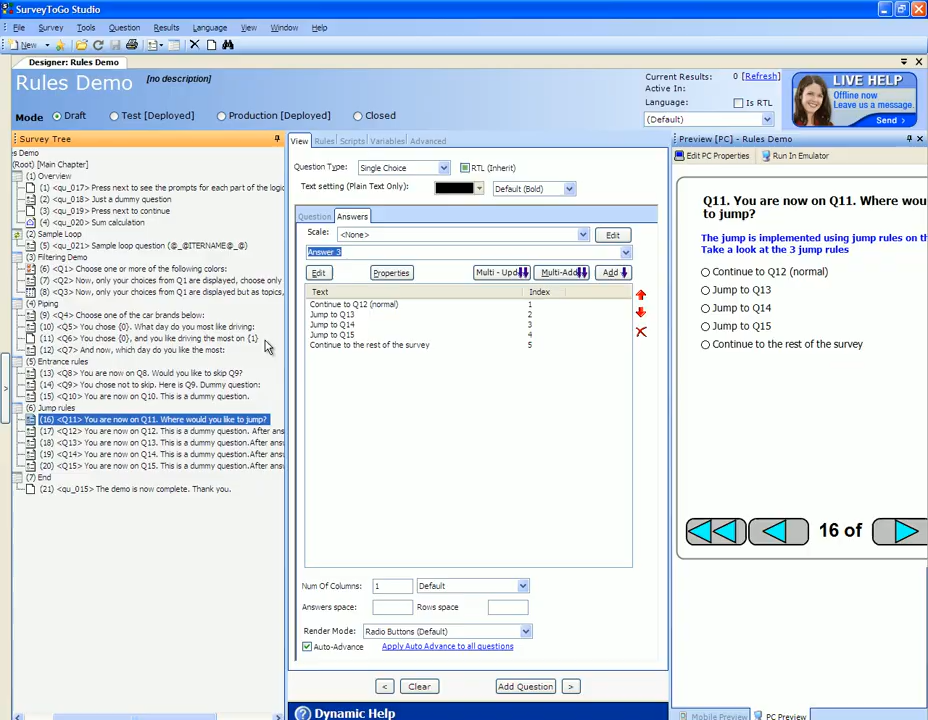 SurveyToGo Studio
File Survey Tools Question Results Language View Window Help
New
Designer: Rules Demo
Rules Demo [no description]
Current Results: 0 [Refresh]
Active In:
Language: Is RTL
(Default)
LIVE HELP
Offline now
Leave us a message.
Send >
Mode Draft Test [Deployed] Production [Deployed] Closed
Survey Tree
s Demo
(Root) [Main Chapter]
(1) Overview
(1) <qu_017> Press next to see the prompts for each part of the logic
(2) <qu_018> Just a dummy question
(3) <qu_019> Press next to continue
(4) <qu_020> Sum calculation
(2) Sample Loop
(5) <qu_021> Sample loop question (@_@ITERNAME@_@)
(3) Filtering Demo
(6) <Q1> Choose one or more of the following colors:
(7) <Q2> Now, only your choices from Q1 are displayed, choose only
(8) <Q3> Now, only your choices from Q1 are displayed but as topics,
(4) Piping
(9) <Q4> Choose one of the car brands below:
(10) <Q5> You chose {0}. What day do you most like driving:
(11) <Q6> You chose {0}, and you like driving the most on {1}
(12) <Q7> And now, which day do you like the most:
(5) Entrance rules
(13) <Q8> You are now on Q8. Would you like to skip Q9?
(14) <Q9> You chose not to skip. Here is Q9. Dummy question:
(15) <Q10> You are now on Q10. This is a dummy question.
(6) Jump rules
(16) <Q11> You are now on Q11. Where would you like to jump?
(17) <Q12> You are now on Q12. This is a dummy question. After ans
(18) <Q13> You are now on Q13. This is a dummy question.After ans
(19) <Q14> You are now on Q14. This is a dummy question.After ans
(20) <Q15> You are now on Q15. This is a dummy question.After ans
(7) End
(21) <qu_015> The demo is now complete. Thank you.
View Rules Scripts Variables Advanced
Question Type: Single Choice RTL (Inherit)
Text setting (Plain Text Only): Default (Bold)
Question Answers
Scale: <None> Edit
Answer 3
Edit Properties Multi - Upd Multi-Add Add
Text Index
Continue to Q12 (normal) 1
Jump to Q13 2
Jump to Q14 3
Jump to Q15 4
Continue to the rest of the survey 5
Num Of Columns: 1 Default
Answers space: Rows space
Render Mode: Radio Buttons (Default)
Auto-Advance Apply Auto Advance to all questions
< Clear Add Question >
Dynamic Help
Preview [PC] - Rules Demo
Edit PC Properties Run In Emulator
Q11. You are now on Q11. Where wou
to jump?
The jump is implemented using jump rules on th
Take a look at the 3 jump rules
Continue to Q12 (normal)
Jump to Q13
Jump to Q14
Jump to Q15
Continue to the rest of the survey
16 of
Mobile Preview PC Preview